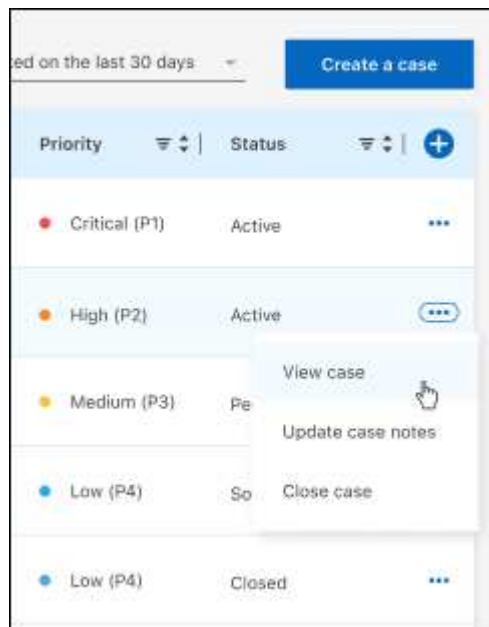 ed on the last 30 days
Create a case
Priority Status
Critical (P1) Active
High (P2) Active
View case
Medium (P3) Pe
Update case notes
Low (P4) So
Close case
Low (P4) Closed